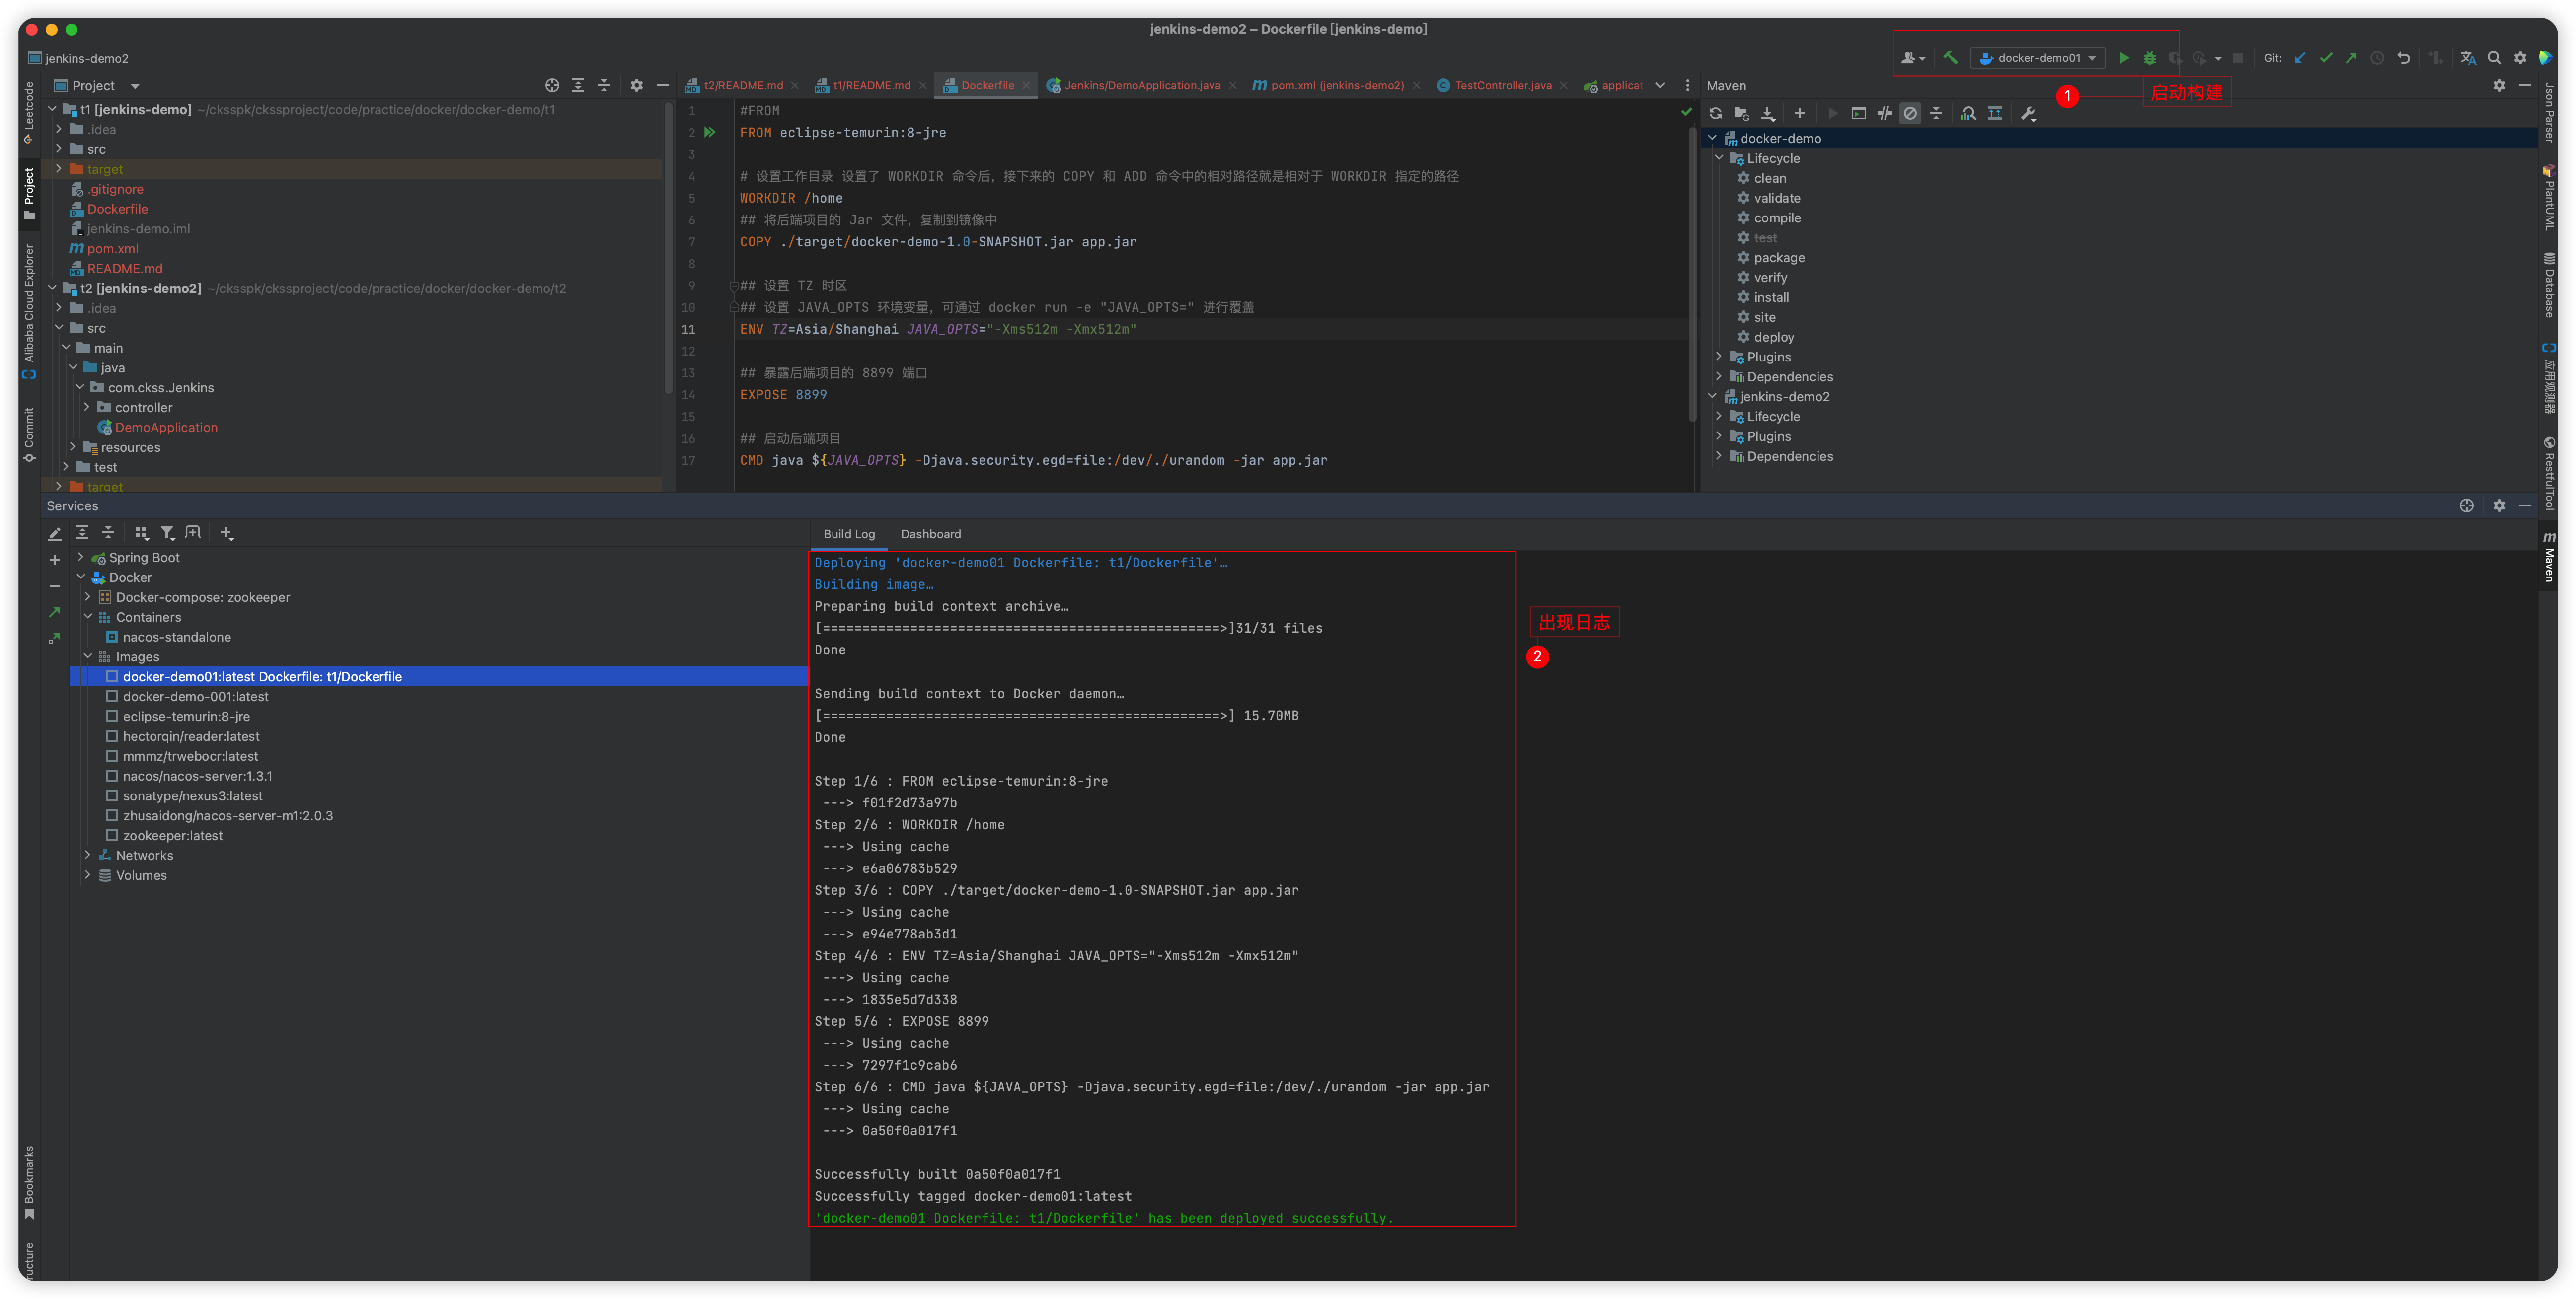 jenkins-demo2 – Dockerfile [jenkins-demo]
jenkins-demo2
docker-demo01
Git:
1
启动构建
Leetcode
Project
Alibaba Cloud Explorer
Commit
Bookmarks
Project
t1 [jenkins-demo] ~/cksspk/ckssproject/code/practice/docker/docker-demo/t1
.idea
src
target
.gitignore
Dockerfile
jenkins-demo.iml
pom.xml
README.md
t2 [jenkins-demo2] ~/cksspk/ckssproject/code/practice/docker/docker-demo/t2
.idea
src
main
java
com.ckss.Jenkins
controller
DemoApplication
resources
test
target
t2/README.md
t1/README.md
Dockerfile
Jenkins/DemoApplication.java
pom.xml (jenkins-demo2)
TestController.java
applicat
1 #FROM
2 FROM eclipse-temurin:8-jre
3
4 # 设置工作目录 设置了 WORKDIR 命令后，接下来的 COPY 和 ADD 命令中的相对路径就是相对于 WORKDIR 指定的路径
5 WORKDIR /home
6 ## 将后端项目的 Jar 文件，复制到镜像中
7 COPY ./target/docker-demo-1.0-SNAPSHOT.jar app.jar
8
9 ## 设置 TZ 时区
10 ## 设置 JAVA_OPTS 环境变量，可通过 docker run -e "JAVA_OPTS=" 进行覆盖
11 ENV TZ=Asia/Shanghai JAVA_OPTS="-Xms512m -Xmx512m"
12
13 ## 暴露后端项目的 8899 端口
14 EXPOSE 8899
15
16 ## 启动后端项目
17 CMD java ${JAVA_OPTS} -Djava.security.egd=file:/dev/./urandom -jar app.jar
Maven
docker-demo
Lifecycle
clean
validate
compile
test
package
verify
install
site
deploy
Plugins
Dependencies
jenkins-demo2
Lifecycle
Plugins
Dependencies
Json Parser
PlantUML
Database
应用观测器
RestfulTool
Maven
Services
Spring Boot
Docker
Docker-compose: zookeeper
Containers
nacos-standalone
Images
docker-demo01:latest Dockerfile: t1/Dockerfile
docker-demo-001:latest
eclipse-temurin:8-jre
hectorqin/reader:latest
mmmz/trwebocr:latest
nacos/nacos-server:1.3.1
sonatype/nexus3:latest
zhusaidong/nacos-server-m1:2.0.3
zookeeper:latest
Networks
Volumes
Build Log
Dashboard
Deploying 'docker-demo01 Dockerfile: t1/Dockerfile'…
Building image…
Preparing build context archive…
[==================================================>]31/31 files
Done
Sending build context to Docker daemon…
[==================================================>] 15.70MB
Done
Step 1/6 : FROM eclipse-temurin:8-jre
---> f01f2d73a97b
Step 2/6 : WORKDIR /home
---> Using cache
---> e6a06783b529
Step 3/6 : COPY ./target/docker-demo-1.0-SNAPSHOT.jar app.jar
---> Using cache
---> e94e778ab3d1
Step 4/6 : ENV TZ=Asia/Shanghai JAVA_OPTS="-Xms512m -Xmx512m"
---> Using cache
---> 1835e5d7d338
Step 5/6 : EXPOSE 8899
---> Using cache
---> 7297f1c9cab6
Step 6/6 : CMD java ${JAVA_OPTS} -Djava.security.egd=file:/dev/./urandom -jar app.jar
---> Using cache
---> 0a50f0a017f1
Successfully built 0a50f0a017f1
Successfully tagged docker-demo01:latest
'docker-demo01 Dockerfile: t1/Dockerfile' has been deployed successfully.
出现日志
2